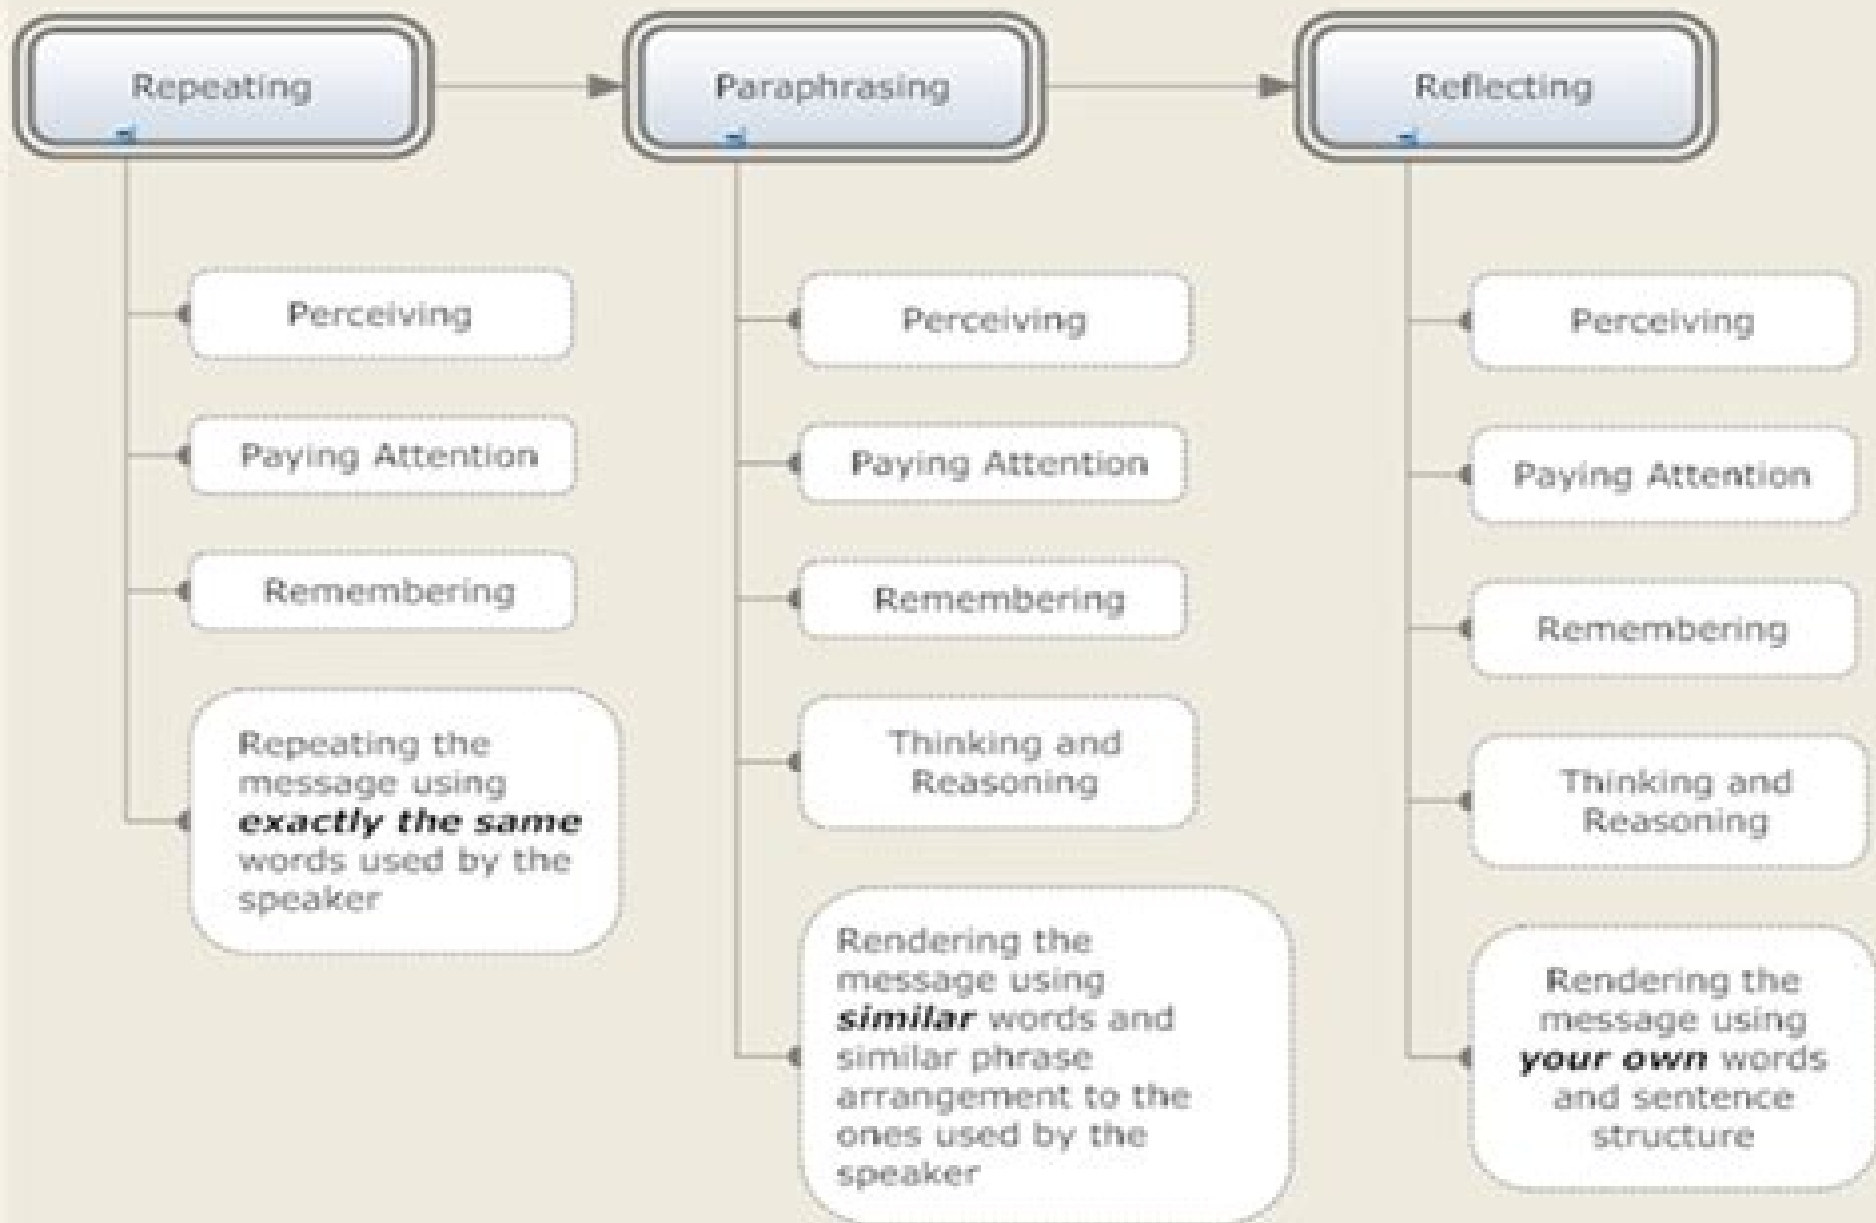 Repeating
Perceiving
Paying Attention
Remembering
Repeating the
message using
exactly the same
words used by the
speaker
Paraphrasing
Perceiving
Paying Attention
Remembering
Thinking and
Reasoning
Rendering the
message using
similar words and
similar phrase
arrangement to the
ones used by the
speaker
Reflecting
Perceiving
Paying Attention
Remembering
Thinking and
Reasoning
Rendering the
message using
your own words
and sentence
structure